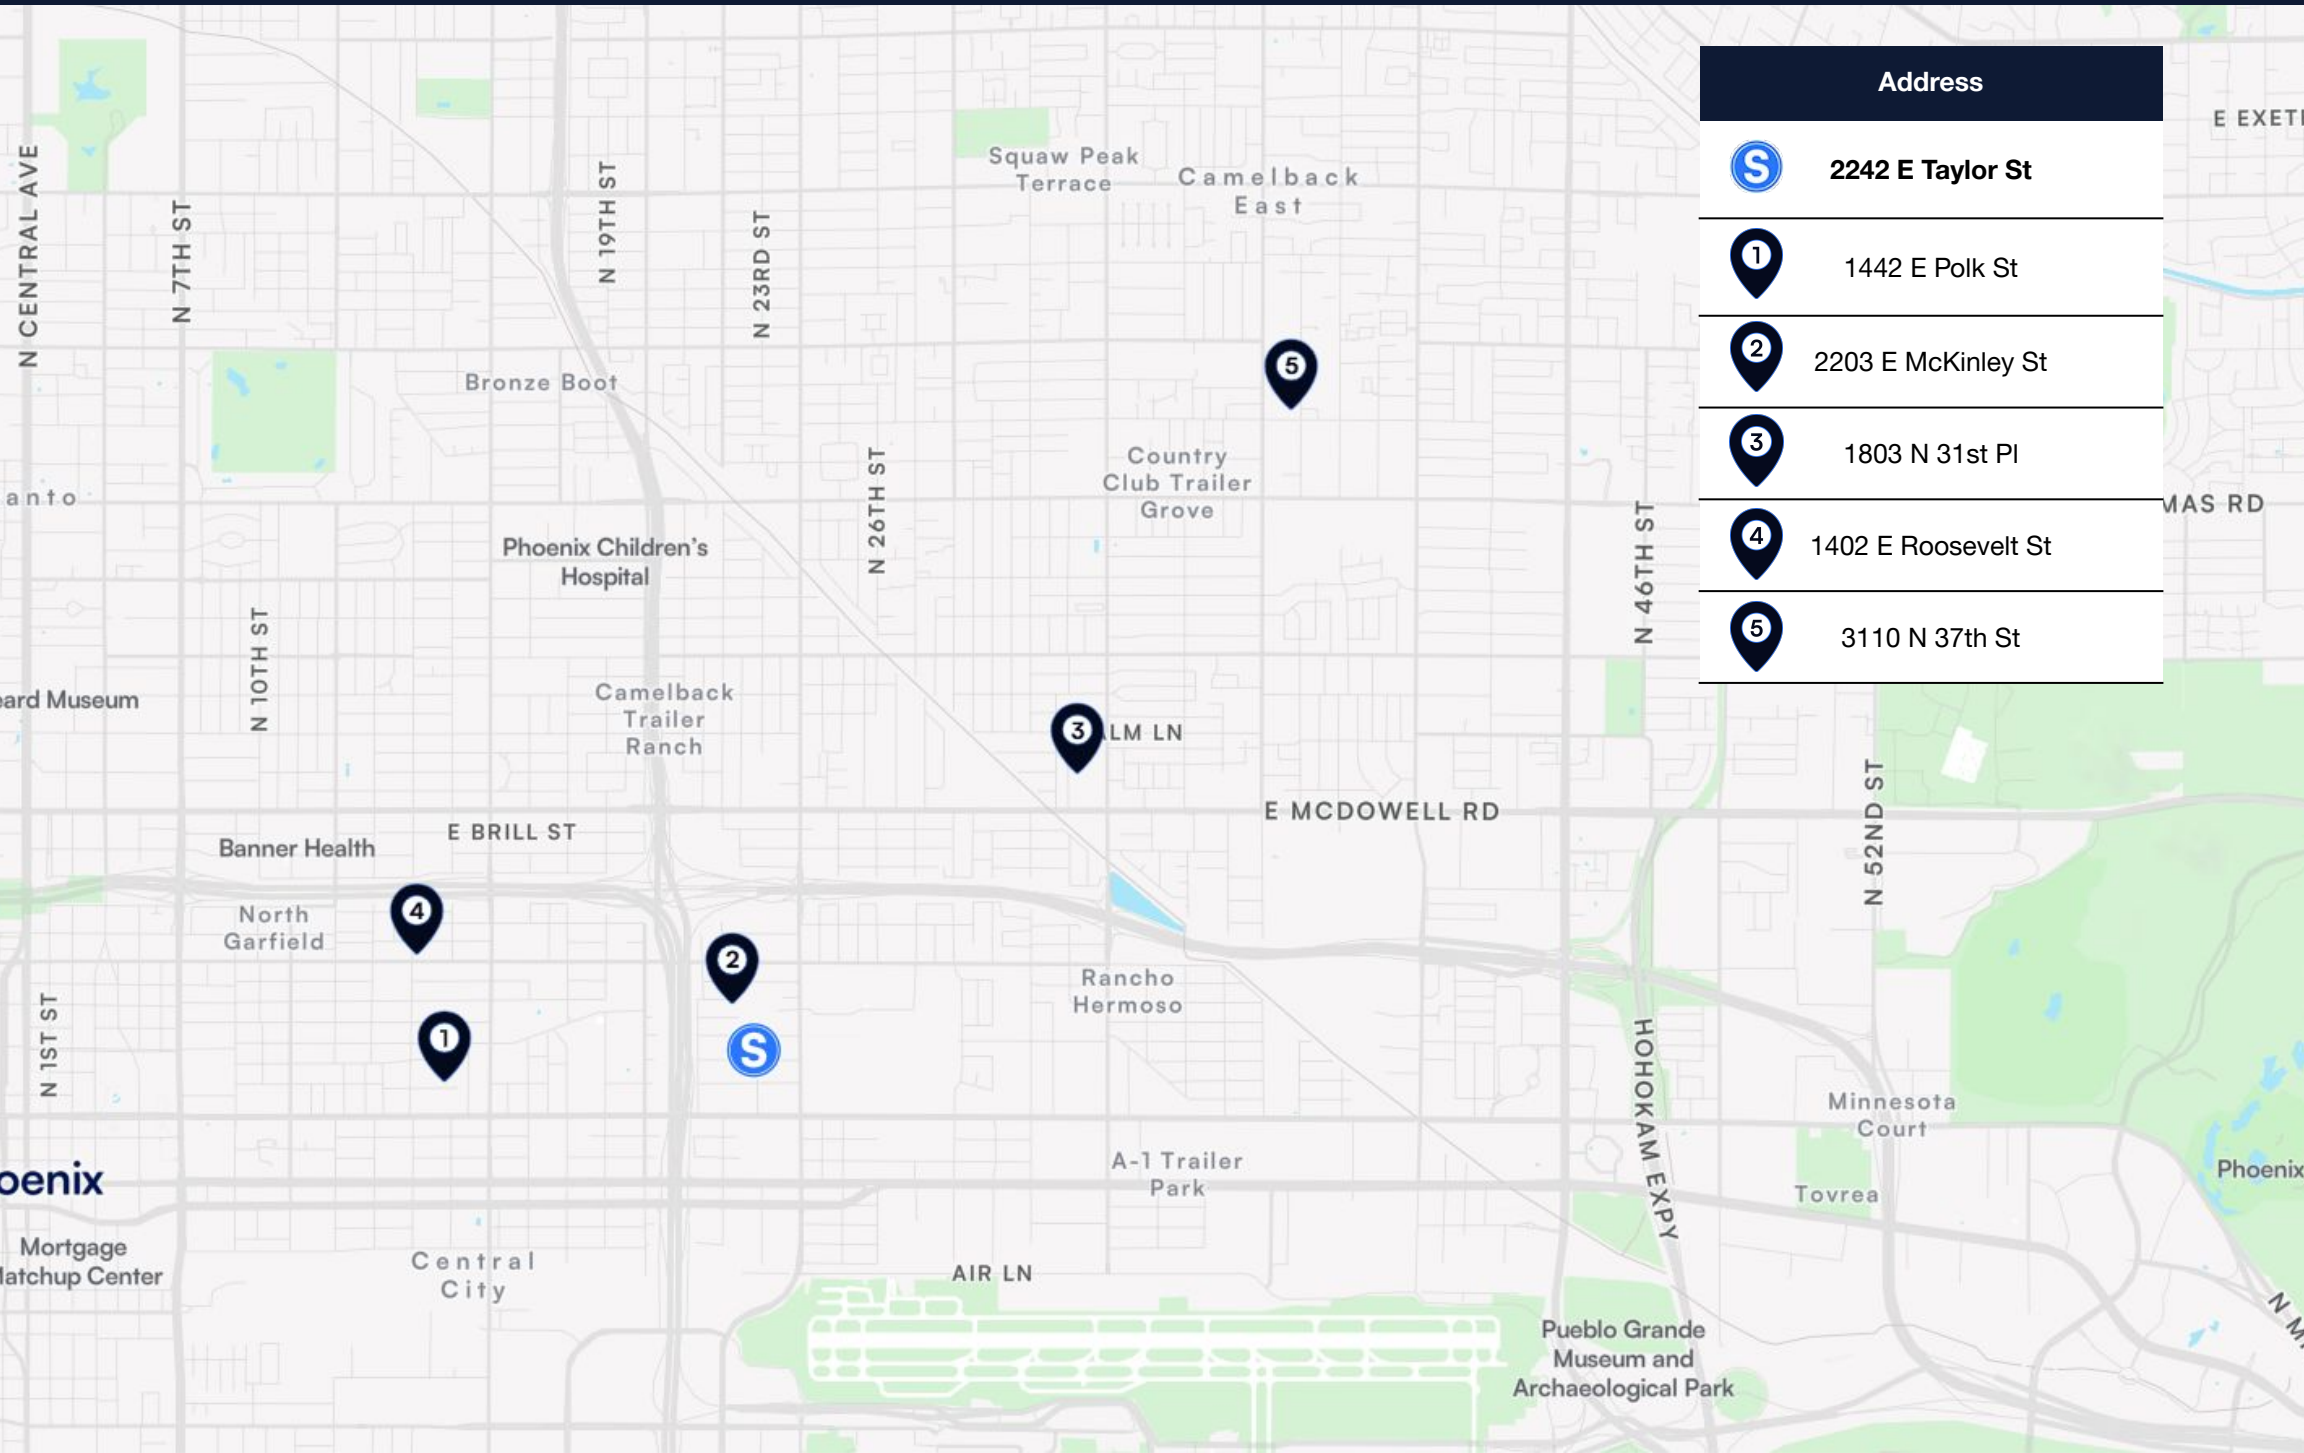 Address
S 2242 E Taylor St
1 1442 E Polk St
2 2203 E McKinley St
3 1803 N 31st Pl
4 1402 E Roosevelt St
5 3110 N 37th St
E EXET
N CENTRAL AVE
N 7TH ST
N 19TH ST
N 23RD ST
Squaw Peak
Terrace
Camelback
East
Bronze Boot
5
Country
Club Trailer
Grove
anto
N 26TH ST
N 46TH ST
MAS RD
Phoenix Children's
Hospital
N 10TH ST
eard Museum
Camelback
Trailer
Ranch
3
LM LN
E MCDOWELL RD
N 52ND ST
E BRILL ST
Banner Health
4
North
Garfield
2
Rancho
Hermoso
1
S
N 1ST ST
HOHOKAM EXPY
Minnesota
Court
A-1 Trailer
Park
oenix
Phoenix
Tovrea
Mortgage
atchup Center
Central
City
AIR LN
Pueblo Grande
Museum and
Archaeological Park
N M